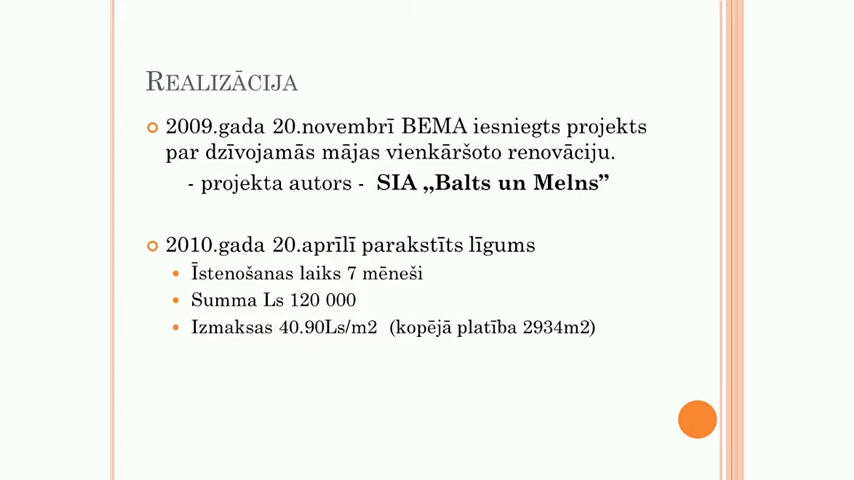 REALIZĀCIJA
2009.gada 20.novembrī BEMA iesniegts projekts
par dzīvojamās mājas vienkāršoto renovāciju.
- projekta autors - SIA „Balts un Melns”
2010.gada 20.aprīlī parakstīts līgums
Īstenošanas laiks 7 mēneši
Summa Ls 120 000
Izmaksas 40.90Ls/m2 (kopējā platība 2934m2)